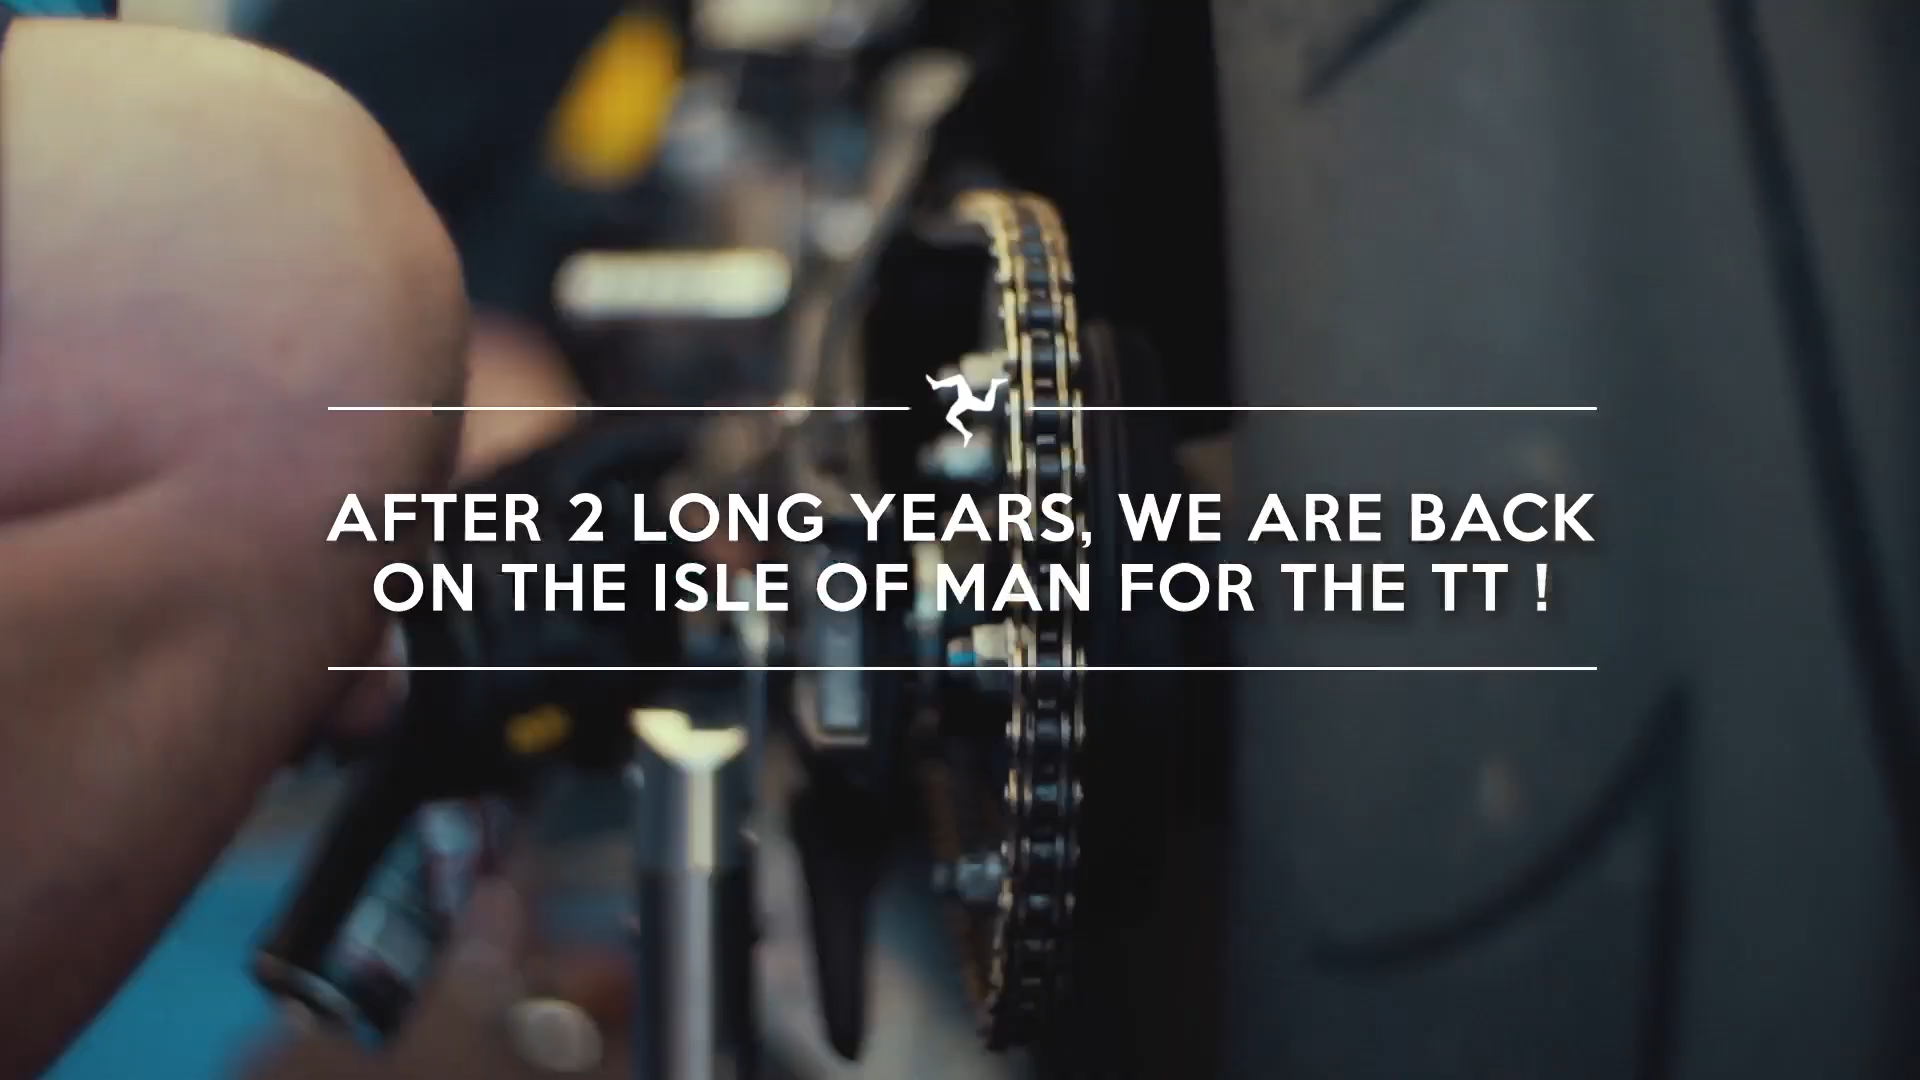 AFTER 2 LONG YEARS, WE ARE BACK
ON THE ISLE OF MAN FOR THE TT !